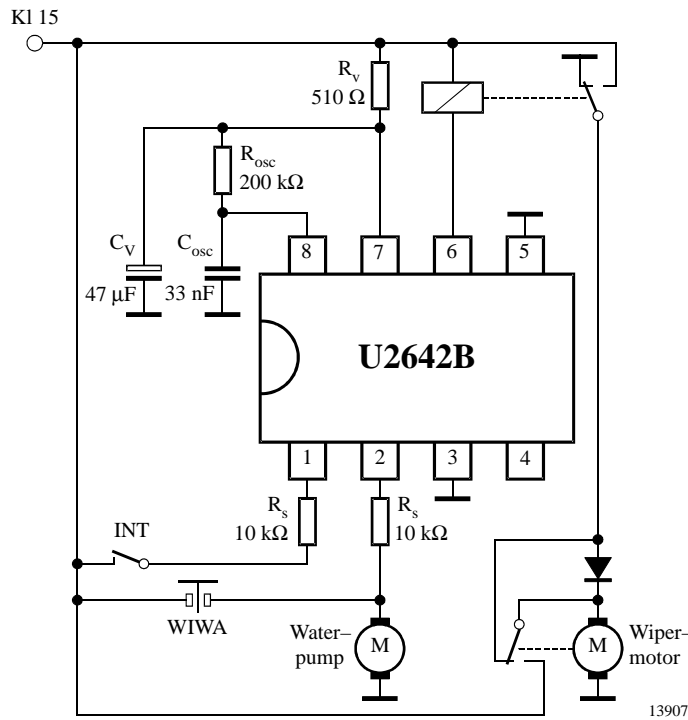 Kl 15
R_v
510 Ω
R_osc
200 kΩ
C_V
C_osc
47 µF
33 nF
8
7
6
5
U2642B
1
2
3
4
R_s
10 kΩ
R_s
10 kΩ
INT
WIWA
Water–
pump
M
M
Wiper–
motor
13907